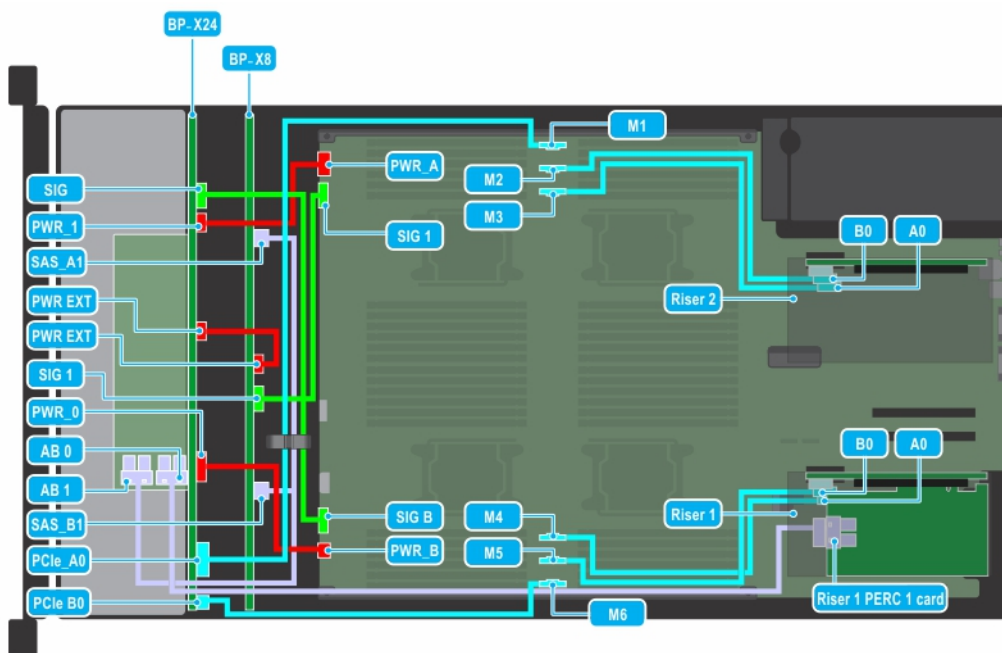 BP-X24
BP-X8
SIG
PWR_1
SAS_A1
PWR EXT
PWR EXT
SIG 1
PWR_0
AB 0
AB 1
SAS_B1
PCIe_A0
PCIe B0
PWR_A
SIG 1
SIG B
PWR_B
M1
M2
M3
M4
M5
M6
B0
A0
Riser 2
B0
A0
Riser 1
Riser 1 PERC 1 card